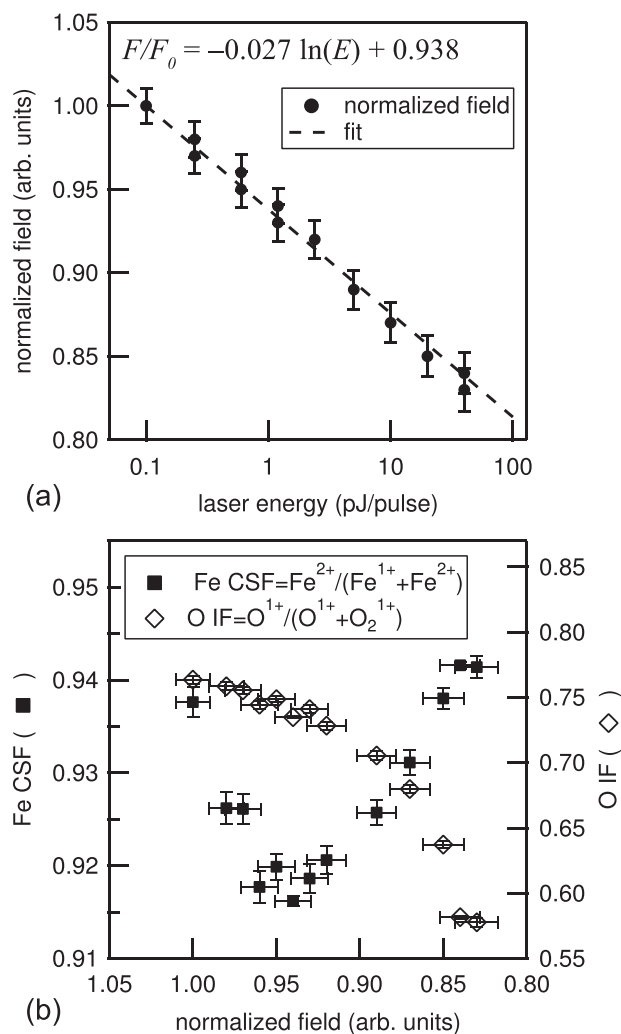 F/F₀ = −0.027 ln(E) + 0.938
normalized field
fit
normalized field (arb. units)
1.05
1.00
0.95
0.90
0.85
0.80
0.1
1
10
100
laser energy (pJ/pulse)
(a)
Fe CSF=Fe²⁺/(Fe¹⁺+Fe²⁺)
O IF=O¹⁺/(O¹⁺+O₂¹⁺)
Fe CSF ( ■ )
0.95
0.94
0.93
0.92
0.91
O IF ( ◇ )
0.85
0.80
0.75
0.70
0.65
0.60
0.55
1.05
1.00
0.95
0.90
0.85
0.80
normalized field (arb. units)
(b)